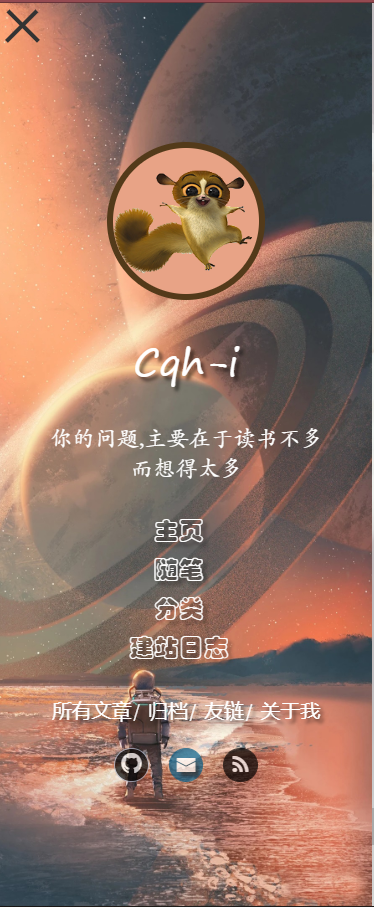 Cqh-i
你的问题,主要在于读书不多
而想得太多
主页
随笔
分类
建站日志
所有文章/ 归档/ 友链/ 关于我